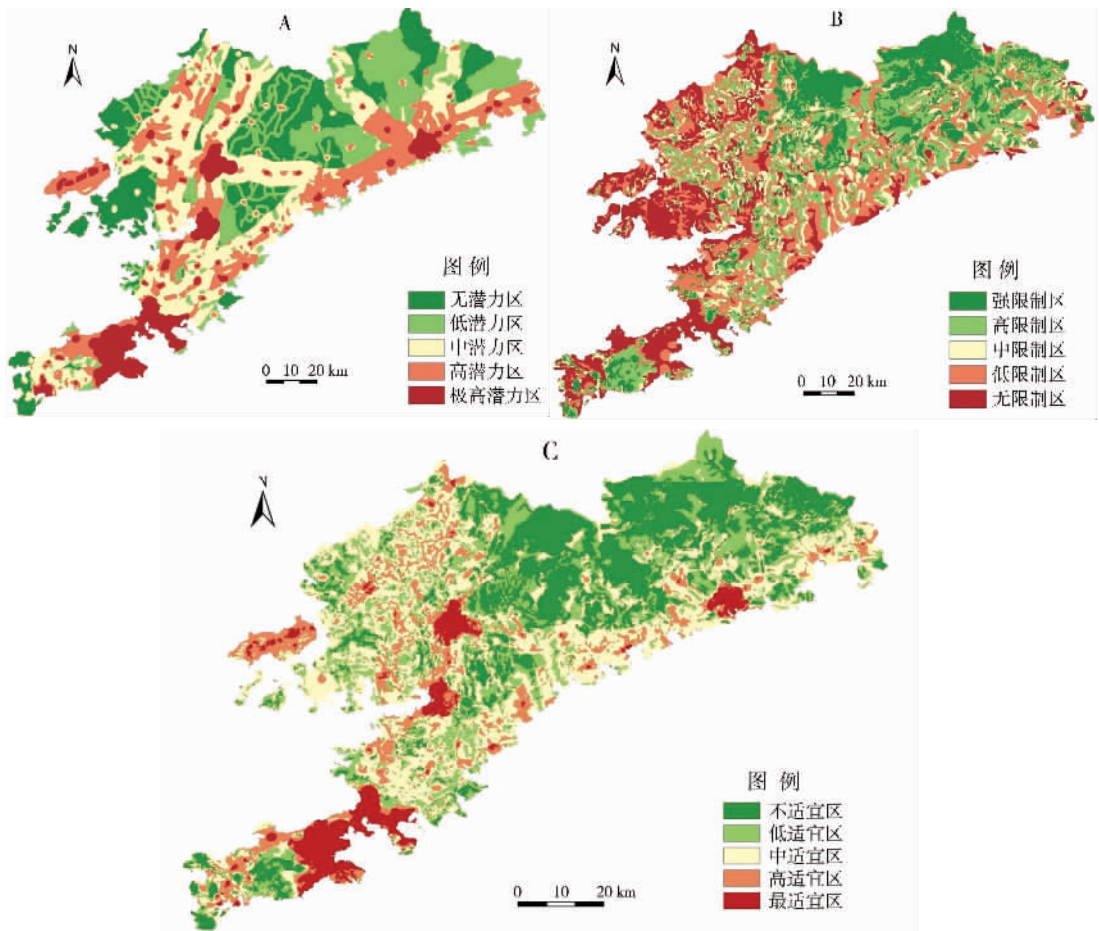 A
N
图 例
无潜力区
低潜力区
中潜力区
高潜力区
极高潜力区
0 10 20 km
B
N
图 例
强限制区
高限制区
中限制区
低限制区
无限制区
0 10 20 km
C
N
图 例
不适宜区
低适宜区
中适宜区
高适宜区
最适宜区
0 10 20 km